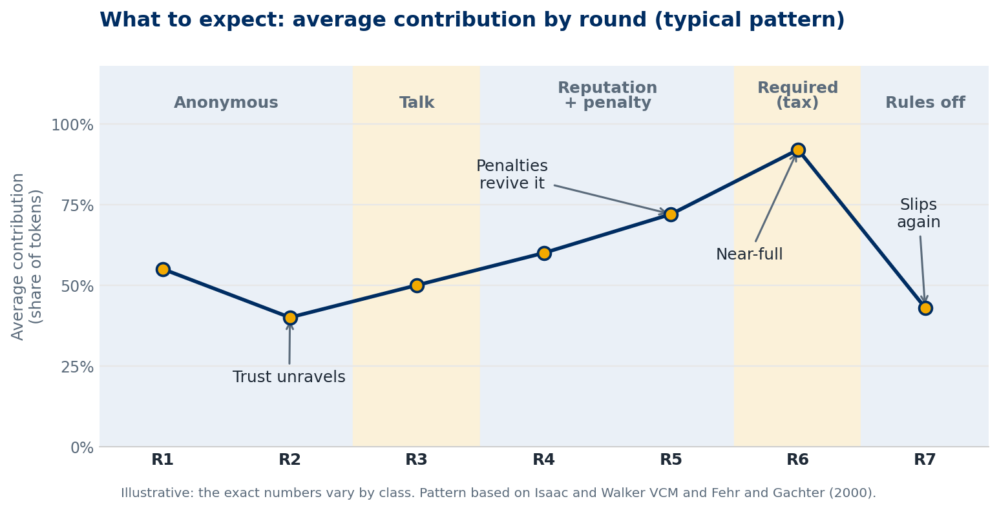 What to expect: average contribution by round (typical pattern)
Anonymous
Talk
Reputation
+ penalty
Required
(tax)
Rules off
Average contribution
(share of tokens)
100%
75%
50%
25%
0%
Penalties
revive it
Slips
again
Near-full
Trust unravels
R1
R2
R3
R4
R5
R6
R7
Illustrative: the exact numbers vary by class. Pattern based on Isaac and Walker VCM and Fehr and Gachter (2000).